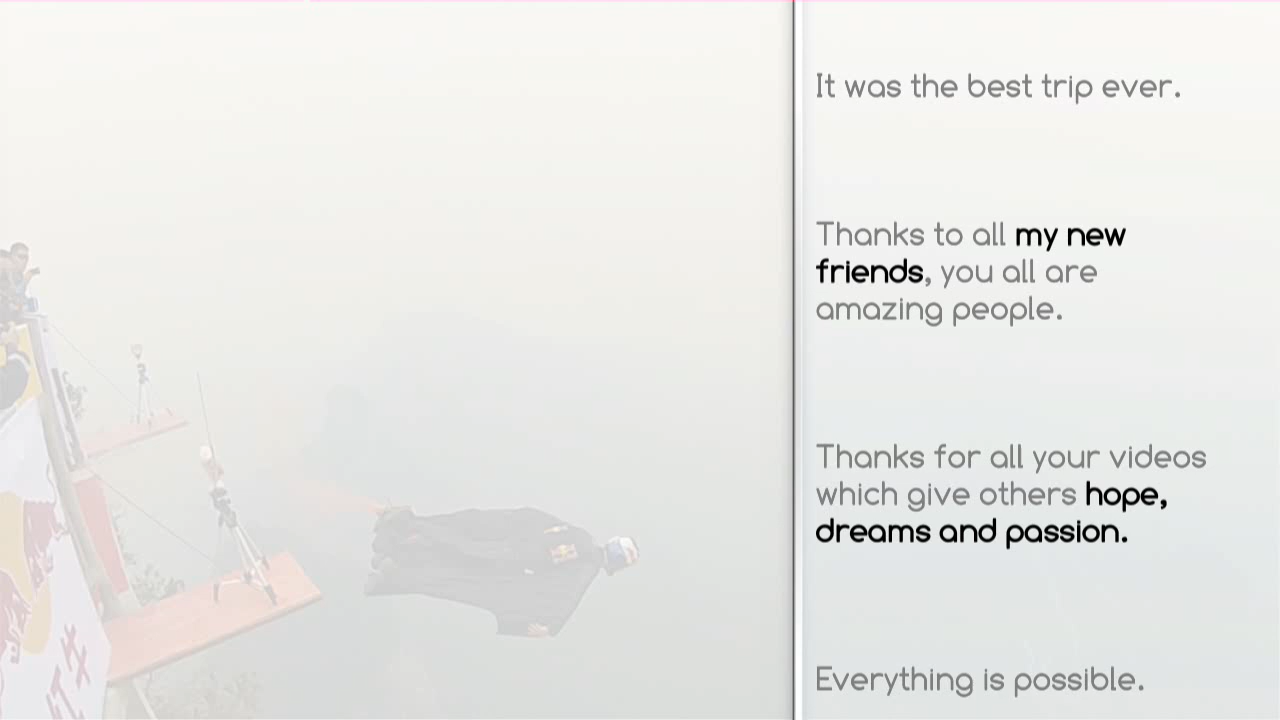 It was the best trip ever.
Thanks to all my new
friends, you all are
amazing people.
Thanks for all your videos
which give others hope,
dreams and passion.
Everything is possible.